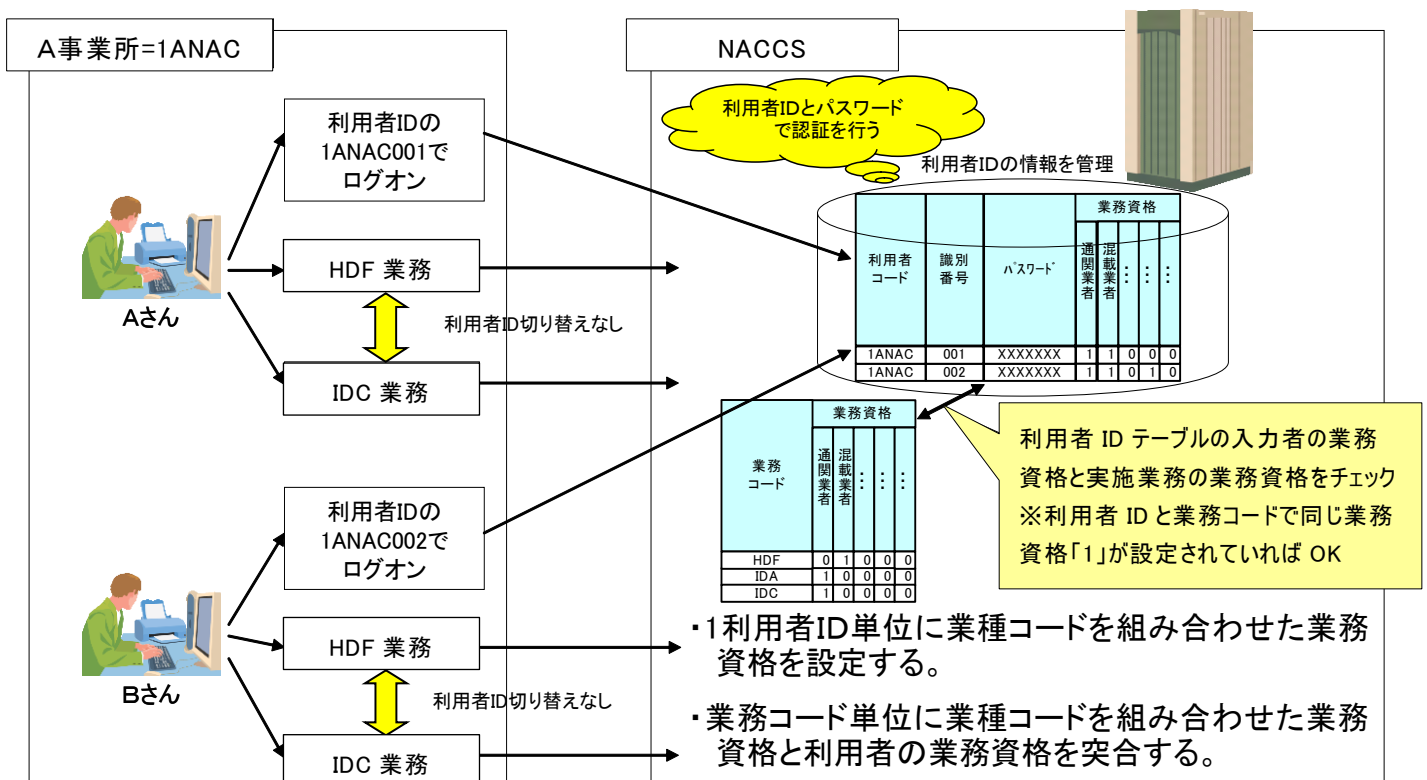 A事業所=1ANAC
利用者IDの
1ANAC001で
ログオン
HDF 業務
利用者ID切り替えなし
IDC 業務
Aさん
利用者IDの
1ANAC002で
ログオン
HDF 業務
利用者ID切り替えなし
IDC 業務
Bさん
NACCS
利用者IDとパスワード
で認証を行う
利用者IDの情報を管理
業務資格
利用者
コード
識別
番号
パスワード
通関業者
混載業者
：
：
：
1ANAC 001 XXXXXXX 1 1 0 0 0
1ANAC 002 XXXXXXX 1 1 0 1 0
業務資格
業務
コード
通関業者
混載業者
：
：
：
HDF 0 1 0 0 0
IDA 1 0 0 0 0
IDC 1 0 0 0 0
利用者 ID テーブルの入力者の業務
資格と実施業務の業務資格をチェック
※利用者 ID と業務コードで同じ業務
資格「1」が設定されていれば OK
・1利用者ID単位に業種コードを組み合わせた業務
資格を設定する。
・業務コード単位に業種コードを組み合わせた業務
資格と利用者の業務資格を突合する。